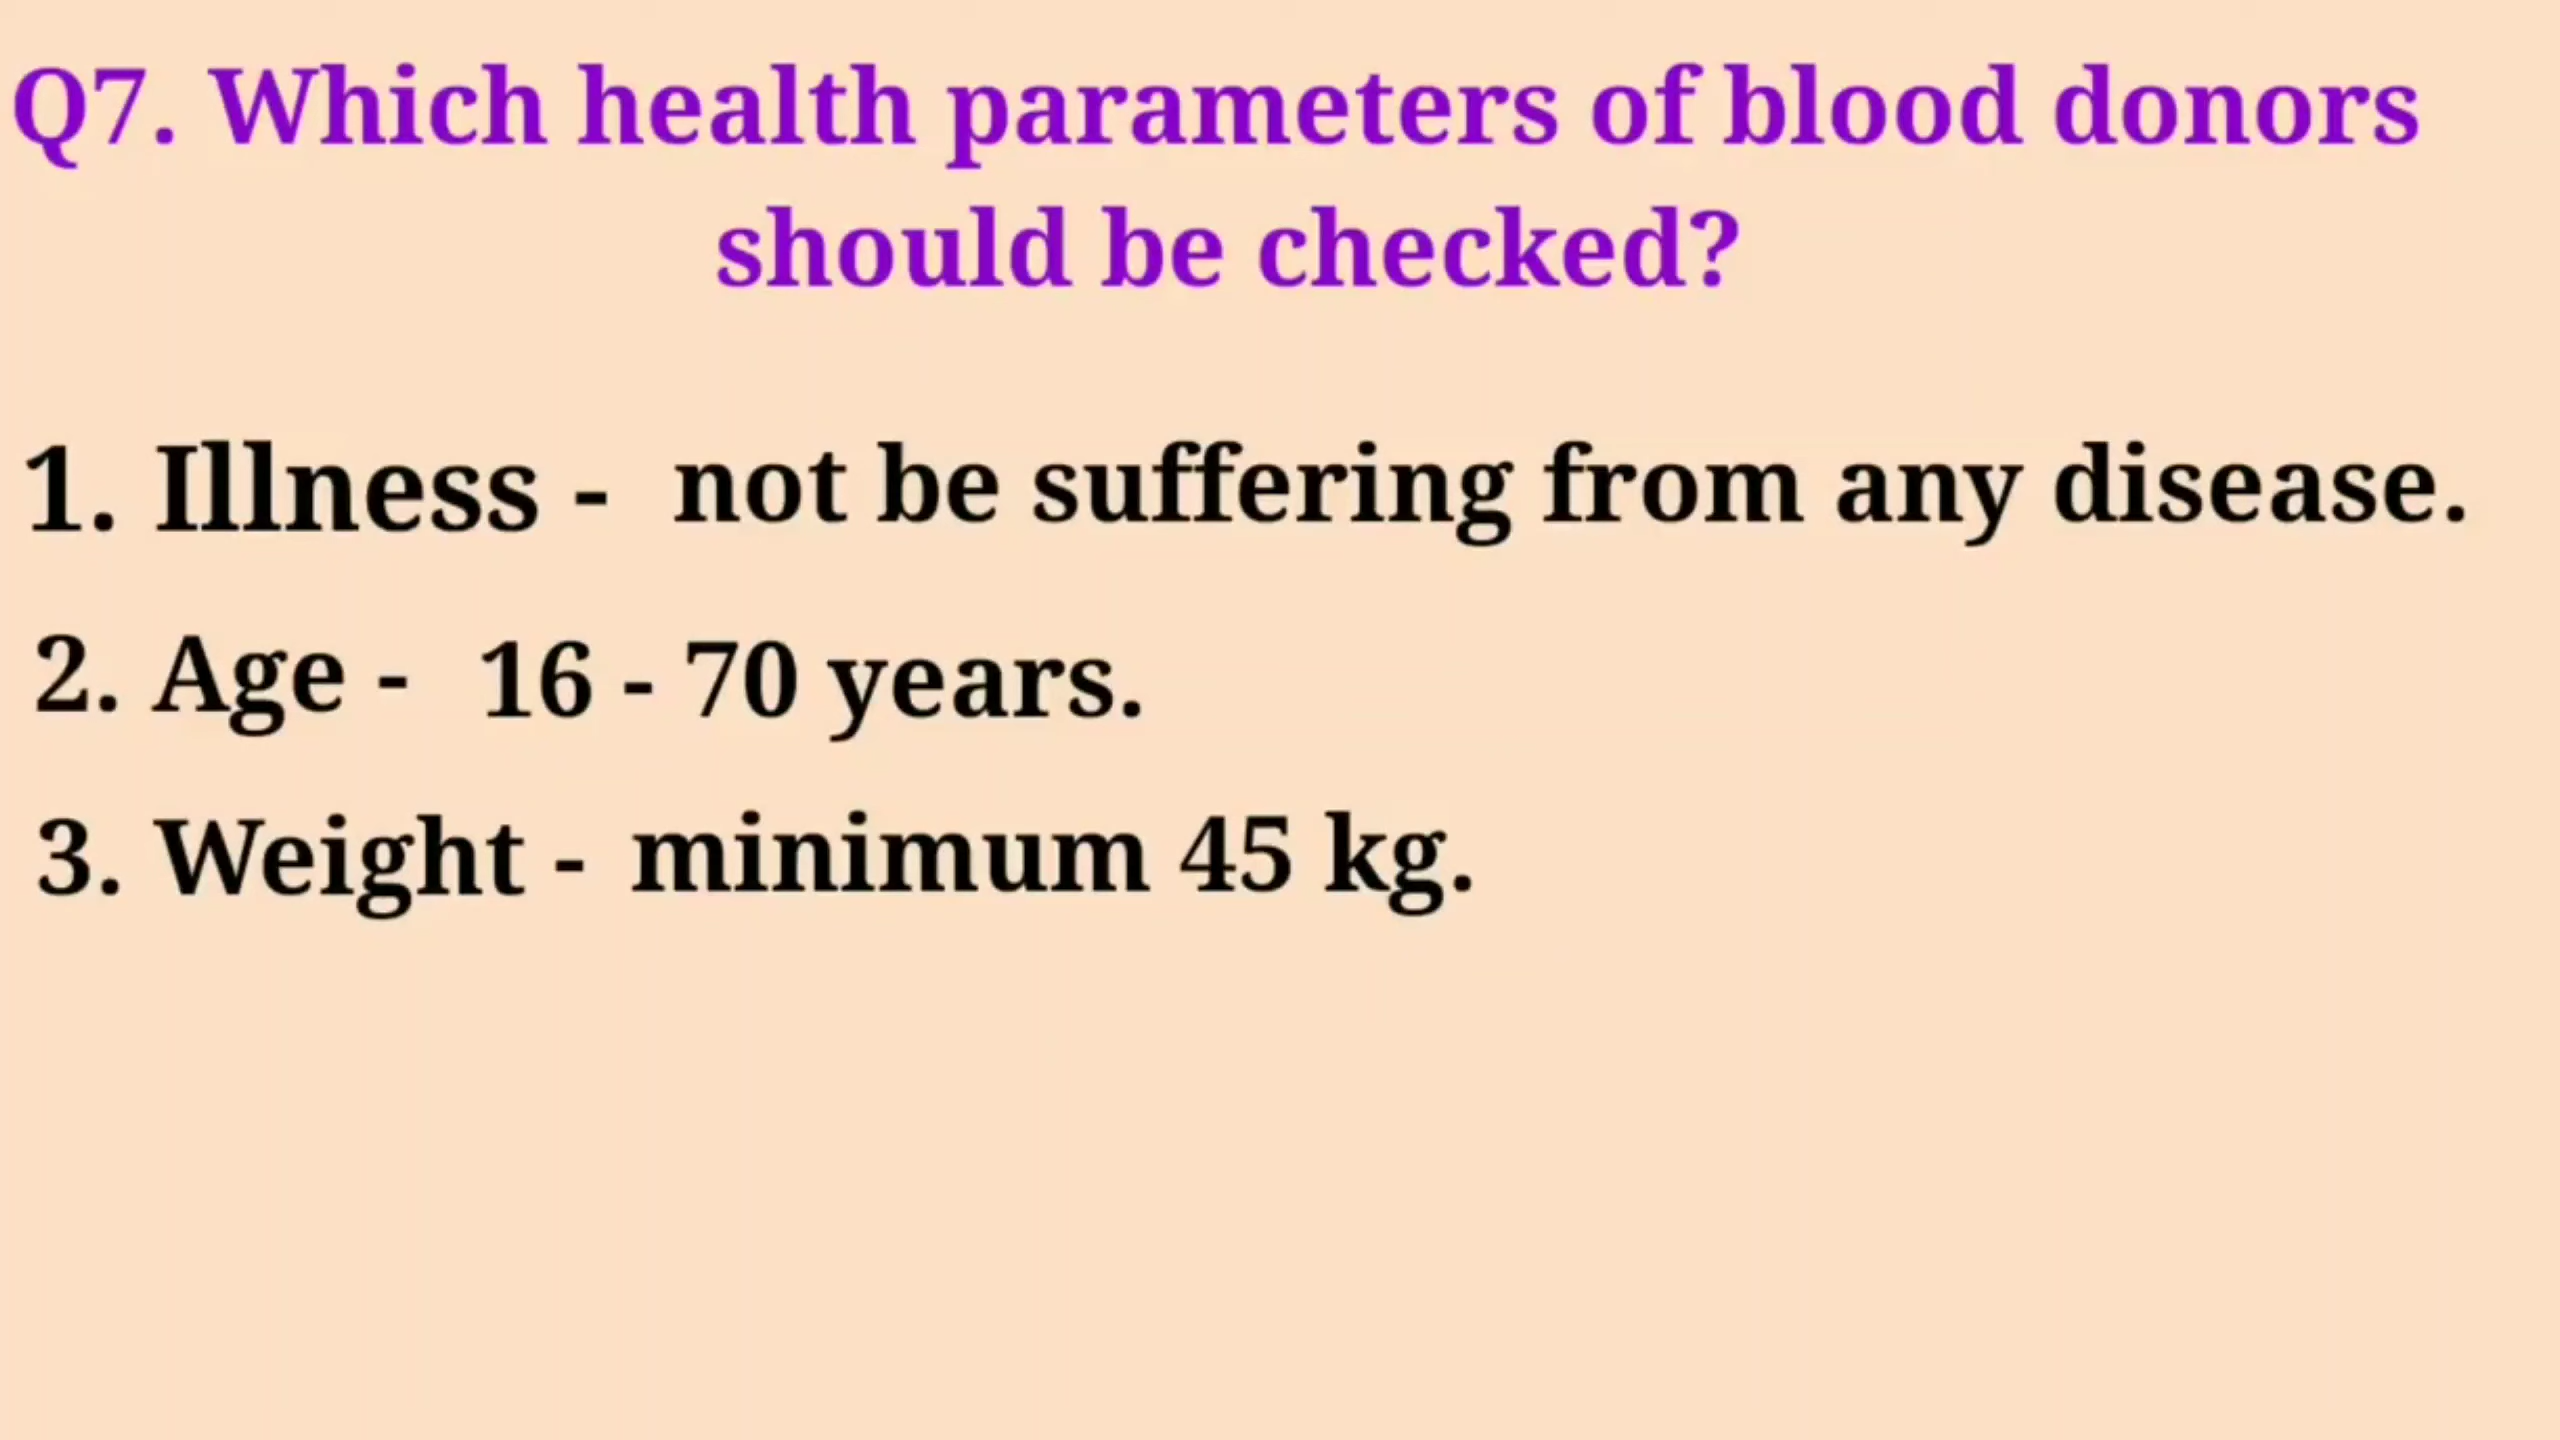 Q7. Which health parameters of blood donors
should be checked?
1. Illness - not be suffering from any disease.
2. Age - 16 - 70 years.
3. Weight - minimum 45 kg.